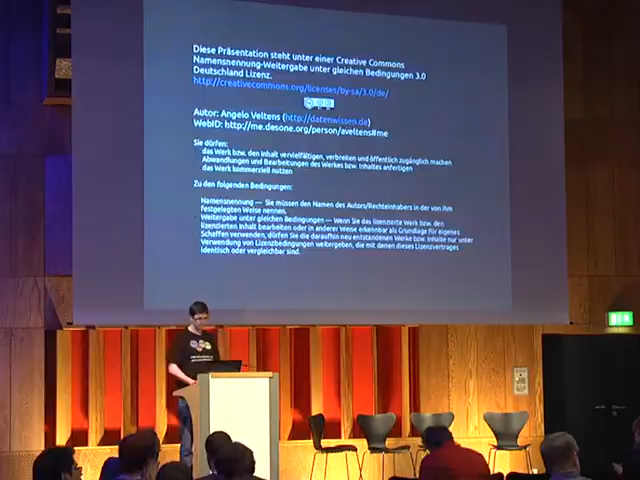 Diese Präsentation steht unter einer Creative Commons
Namensnennung-Weitergabe unter gleichen Bedingungen 3.0
Deutschland Lizenz.
http://creativecommons.org/licenses/by-sa/3.0/de/
Autor: Angelo Veltens (http://datenwissen.de)
WebID: http://me.desone.org/person/aveltens#me
Sie dürfen:
das Werk bzw. den Inhalt vervielfältigen, verbreiten und öffentlich zugänglich machen
Abwandlungen und Bearbeitungen des Werkes bzw. Inhaltes anfertigen
das Werk kommerziell nutzen
Zu den folgenden Bedingungen:
Namensnennung — Sie müssen den Namen des Autors/Rechteinhabers in der von ihm
festgelegten Weise nennen.
Weitergabe unter gleichen Bedingungen — Wenn Sie das lizenzierte Werk bzw. den
lizenzierten Inhalt bearbeiten oder in anderer Weise erkennbar als Grundlage für eigenes
Schaffen verwenden, dürfen Sie die daraufhin neu entstandenen Werke bzw. Inhalte nur unter
Verwendung von Lizenzbedingungen weitergeben, die mit denen dieses Lizenzvertrages
identisch oder vergleichbar sind.